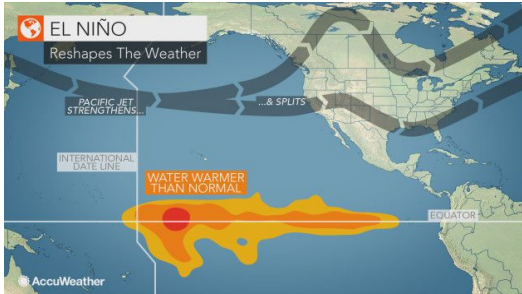 EL NIÑO
Reshapes The Weather
PACIFIC JET
STRENGTHENS...
...& SPLITS
INTERNATIONAL
DATE LINE
WATER WARMER
THAN NORMAL
EQUATOR
AccuWeather